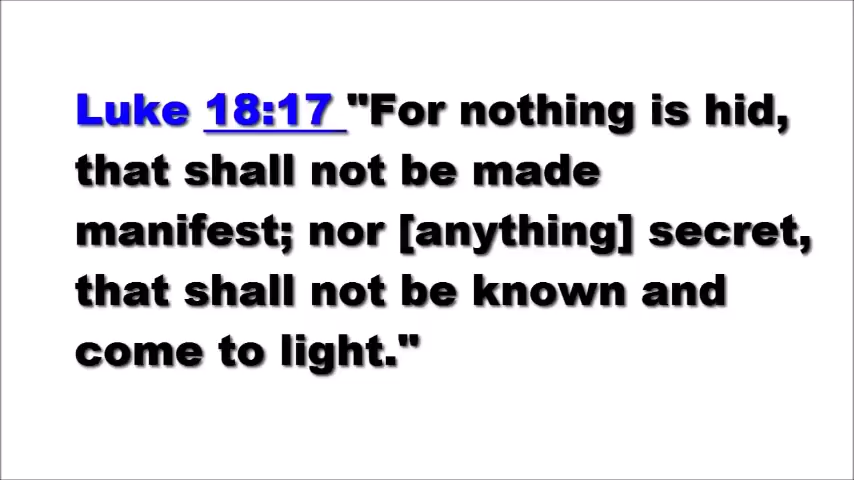 Luke 18:17 "For nothing is hid,
that shall not be made
manifest; nor [anything] secret,
that shall not be known and
come to light."